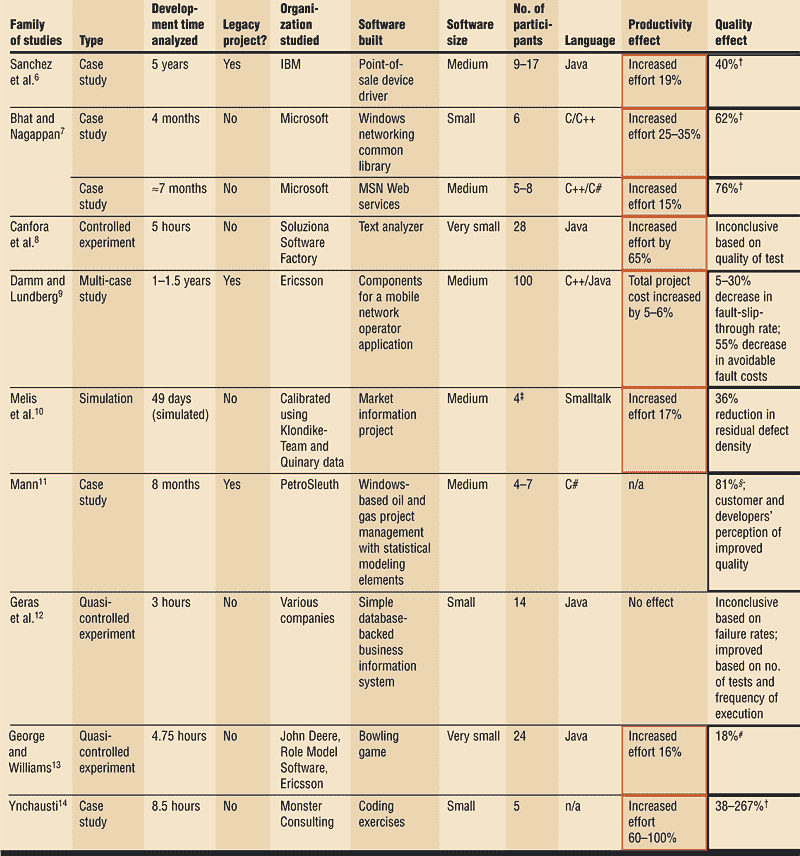 Family of studies
Type
Develop-
ment time
analyzed
Legacy
project?
Organi-
zation
studied
Software
built
Software
size
No. of
partici-
pants
Language
Productivity
effect
Quality
effect
Sanchez
et al.⁶
Case
study
5 years
Yes
IBM
Point-of-
sale device
driver
Medium
9–17
Java
Increased
effort 19%
40%†
Bhat and
Nagappan⁷
Case
study
4 months
No
Microsoft
Windows
networking
common
library
Small
6
C/C++
Increased
effort 25–35%
62%†
Case
study
≈7 months
No
Microsoft
MSN Web
services
Medium
5–8
C++/C#
Increased
effort 15%
76%†
Canfora
et al.⁸
Controlled
experiment
5 hours
No
Soluziona
Software
Factory
Text analyzer
Very small
28
Java
Increased
effort by
65%
Inconclusive
based on
quality of test
Damm and
Lundberg⁹
Multi-case
study
1–1.5 years
Yes
Ericsson
Components
for a mobile
network
operator
application
Medium
100
C++/Java
Total project
cost increased
by 5–6%
5–30%
decrease in
fault-slip-
through rate;
55% decrease
in avoidable
fault costs
Melis
et al.¹⁰
Simulation
49 days
(simulated)
No
Calibrated
using
Klondike-
Team and
Quinary data
Market
information
project
Medium
4‡
Smalltalk
Increased
effort 17%
36%
reduction in
residual defect
density
Mann¹¹
Case
study
8 months
Yes
PetroSleuth
Windows-
based oil and
gas project
management
with statistical
modeling
elements
Medium
4–7
C#
n/a
81%§;
customer and
developers’
perception of
improved
quality
Geras
et al.¹²
Quasi-
controlled
experiment
3 hours
No
Various
companies
Simple
database-
backed
business
information
system
Small
14
Java
No effect
Inconclusive
based on
failure rates;
improved
based on no.
of tests and
frequency of
execution
George
and
Williams¹³
Quasi-
controlled
experiment
4.75 hours
No
John Deere,
Role Model
Software,
Ericsson
Bowling
game
Very small
24
Java
Increased
effort 16%
18%#
Ynchausti¹⁴
Case
study
8.5 hours
No
Monster
Consulting
Coding
exercises
Small
5
n/a
Increased
effort
60–100%
38–267%†